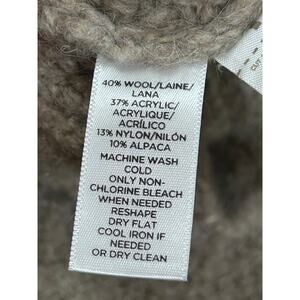 40% WOOL/LAINE/
LANA
37% ACRYLIC/
ACRYLIQUE/
ACRÍLICO
13% NYLON/NILÓN
10% ALPACA
MACHINE WASH
COLD
ONLY NON-
CHLORINE BLEACH
WHEN NEEDED
RESHAPE
DRY FLAT
COOL IRON IF
NEEDED
OR DRY CLEAN
CUT